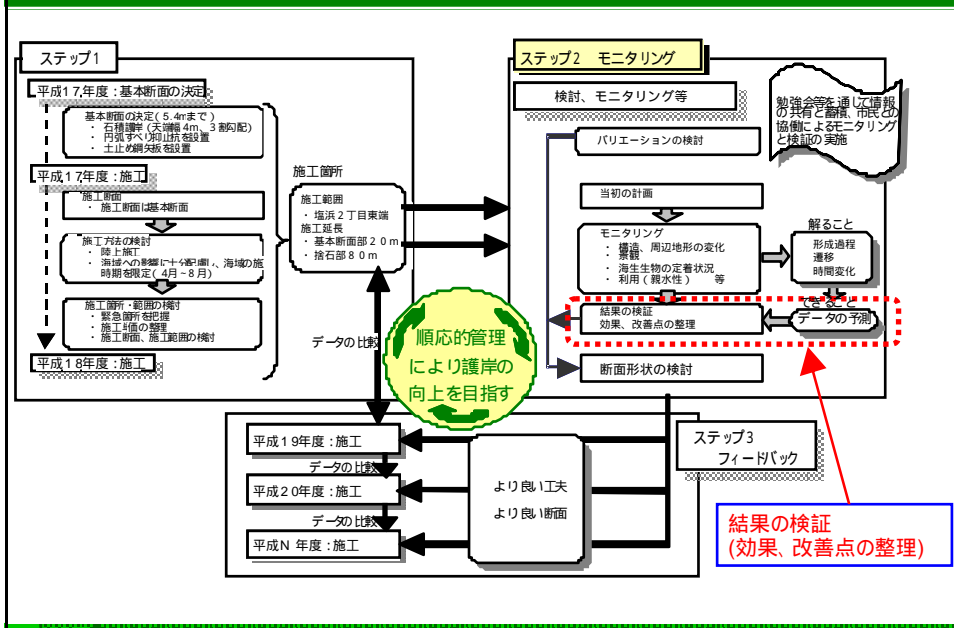 ステップ1
平成17年度：基本断面の決定
基本断面の決定(5.4mまで)
・ 石積護岸(天端幅4m、3割勾配)
・ 円弧すべり抑止杭を設置
・ 土止め鋼矢板を設置
平成17年度：施工
施工断面
・ 施工断面は基本断面
施工方法の検討
・ 陸上施工
・ 海域への影響に十分配慮し、海域の施
時期を限定(4月～8月)
施工箇所・範囲の検討
・ 緊急箇所を把握
・ 施工単価の整理
・ 施工断面、施工範囲の検討
平成18年度：施工
施工箇所
施工範囲
・塩浜2丁目東端
施工延長
・基本断面部20m
・捨石部80m
データの比較
順応的管理
により護岸の
向上を目指す
ステップ2 モニタリング
検討、モニタリング等
勉強会等を通して情報
の共有と蓄積、市民との
協働によるモニタリング
と検証の実施
バリエーションの検討
当初の計画
モニタリング
・ 構造、周辺地形の変化
・ 景観
・ 海生生物の定着状況
・ 利用(親水性) 等
解ること
形成過程
遷移
時間変化
できること
データの予測
結果の検証
効果、改善点の整理
断面形状の検討
ステップ3
フィードバック
平成19年度：施工
データの比較
平成20年度：施工
データの比較
平成N年度：施工
より良い工夫
より良い断面
結果の検証
(効果、改善点の整理)